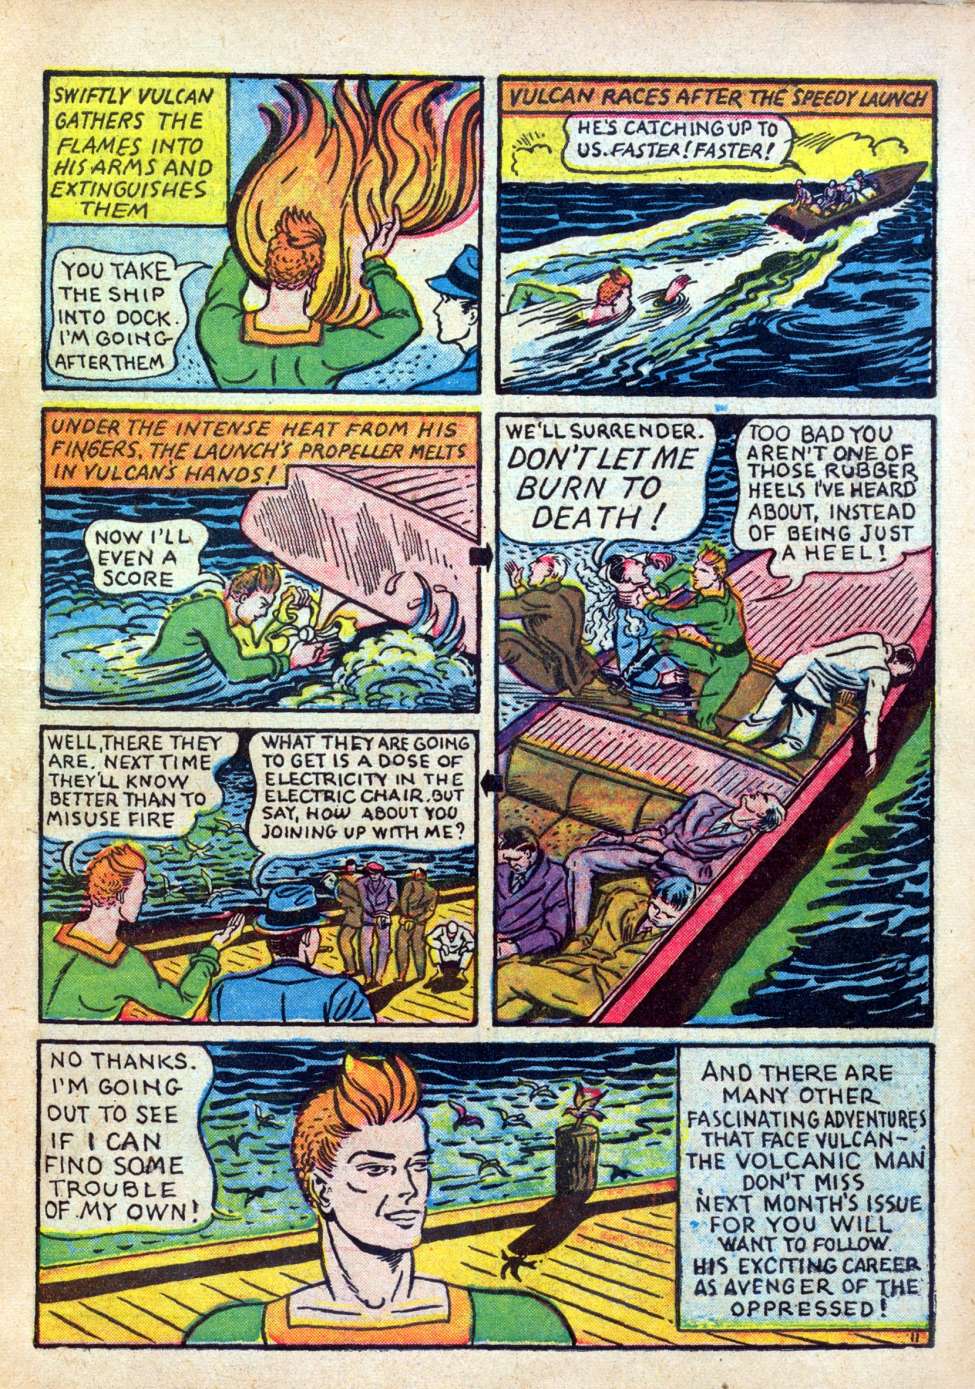 SWIFTLY VULCAN
GATHERS THE
FLAMES INTO
HIS ARMS AND
EXTINGUISHES
THEM
YOU TAKE
THE SHIP
INTO DOCK.
I'M GOING
AFTER THEM
VULCAN RACES AFTER THE SPEEDY LAUNCH
HE'S CATCHING UP TO
US. FASTER! FASTER!
UNDER THE INTENSE HEAT FROM HIS
FINGERS, THE LAUNCH'S PROPELLER MELTS
IN VULCAN'S HANDS!
NOW I'LL
EVEN A
SCORE
WE'LL SURRENDER.
DON'T LET ME
BURN TO
DEATH!
TOO BAD YOU
AREN'T ONE OF
THOSE RUBBER
HEELS I'VE HEARD
ABOUT, INSTEAD
OF BEING JUST
A HEEL!
WELL, THERE THEY
ARE. NEXT TIME
THEY'LL KNOW
BETTER THAN TO
MISUSE FIRE
WHAT THEY ARE GOING
TO GET IS A DOSE OF
ELECTRICITY IN THE
ELECTRIC CHAIR. BUT
SAY, HOW ABOUT YOU
JOINING UP WITH ME?
NO THANKS.
I'M GOING
OUT TO SEE
IF I CAN
FIND SOME
TROUBLE
OF MY OWN!
AND THERE ARE
MANY OTHER
FASCINATING ADVENTURES
THAT FACE VULCAN-
THE VOLCANIC MAN
DON'T MISS
NEXT MONTH'S ISSUE
FOR YOU WILL
WANT TO FOLLOW
HIS EXCITING CAREER
AS AVENGER OF THE
OPPRESSED!
11